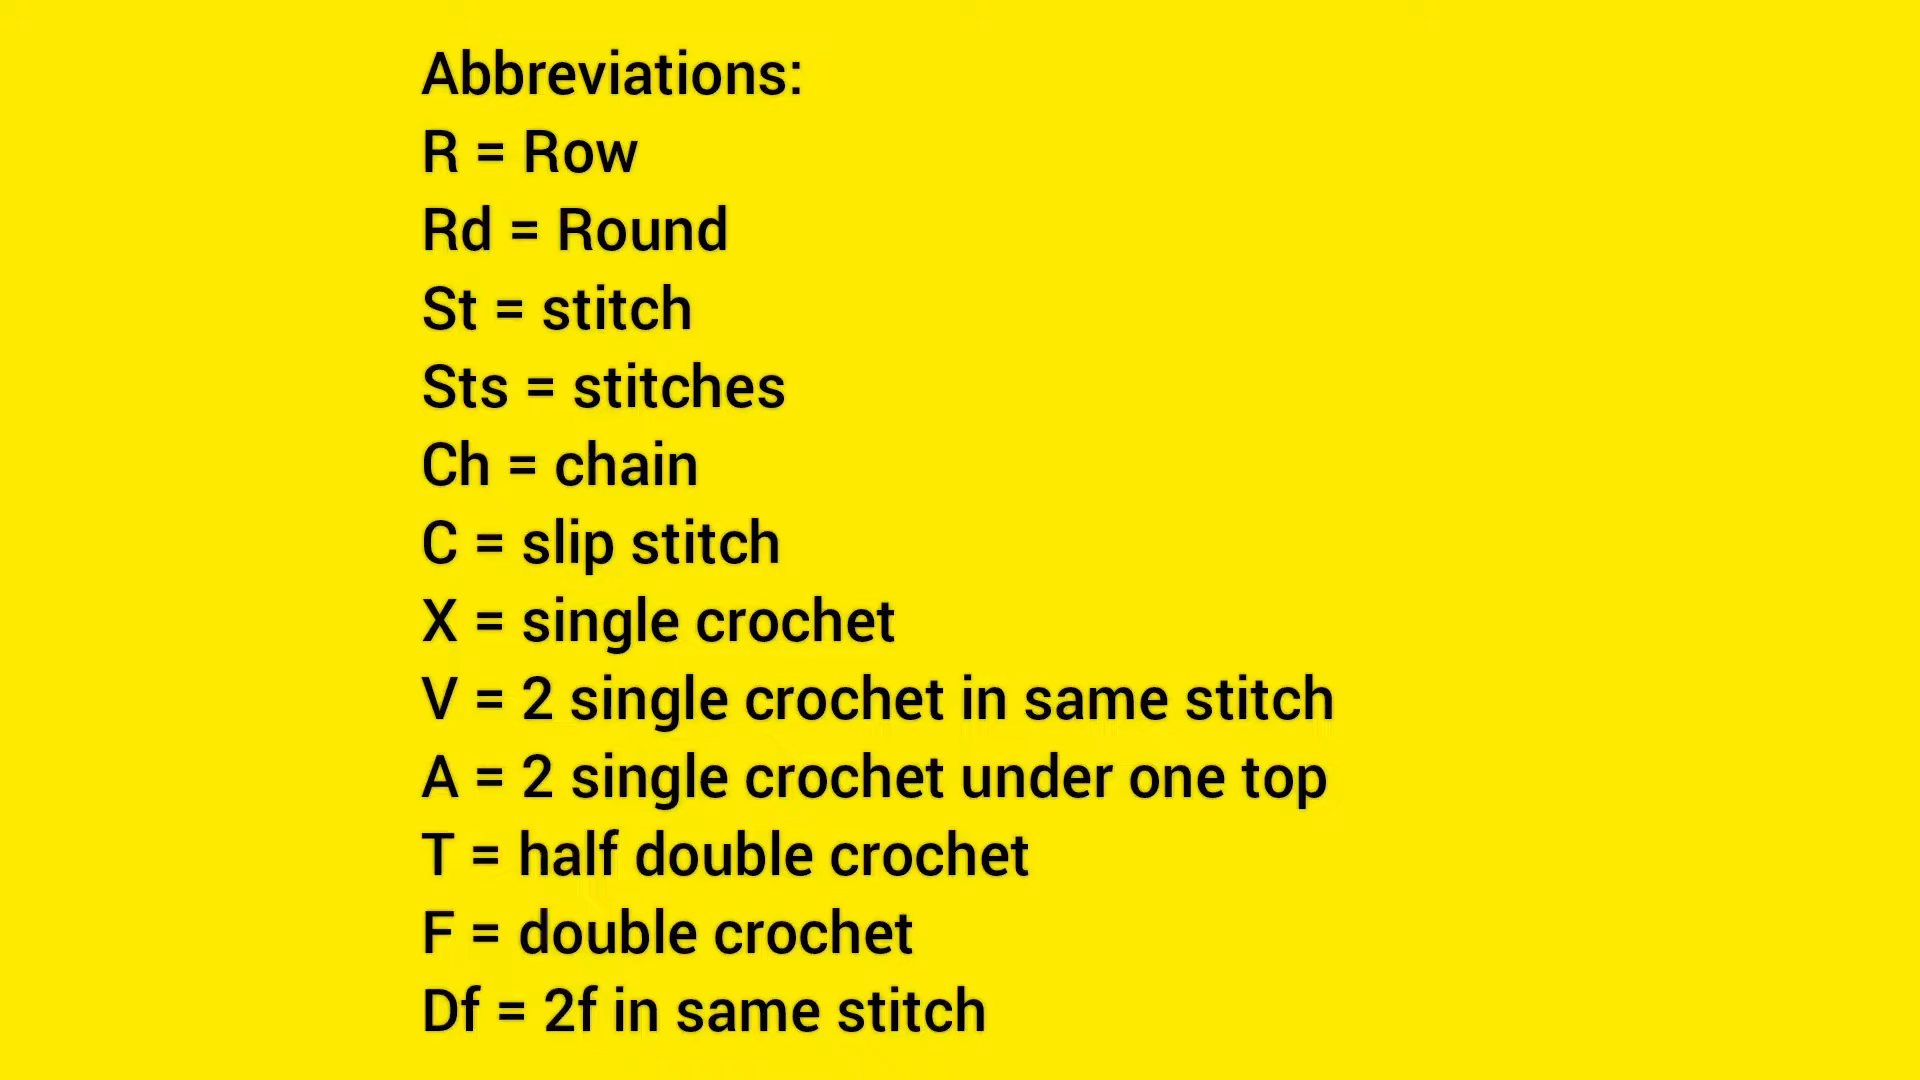 Abbreviations:
R = Row
Rd = Round
St = stitch
Sts = stitches
Ch = chain
C = slip stitch
X = single crochet
V = 2 single crochet in same stitch
A = 2 single crochet under one top
T = half double crochet
F = double crochet
Df = 2f in same stitch